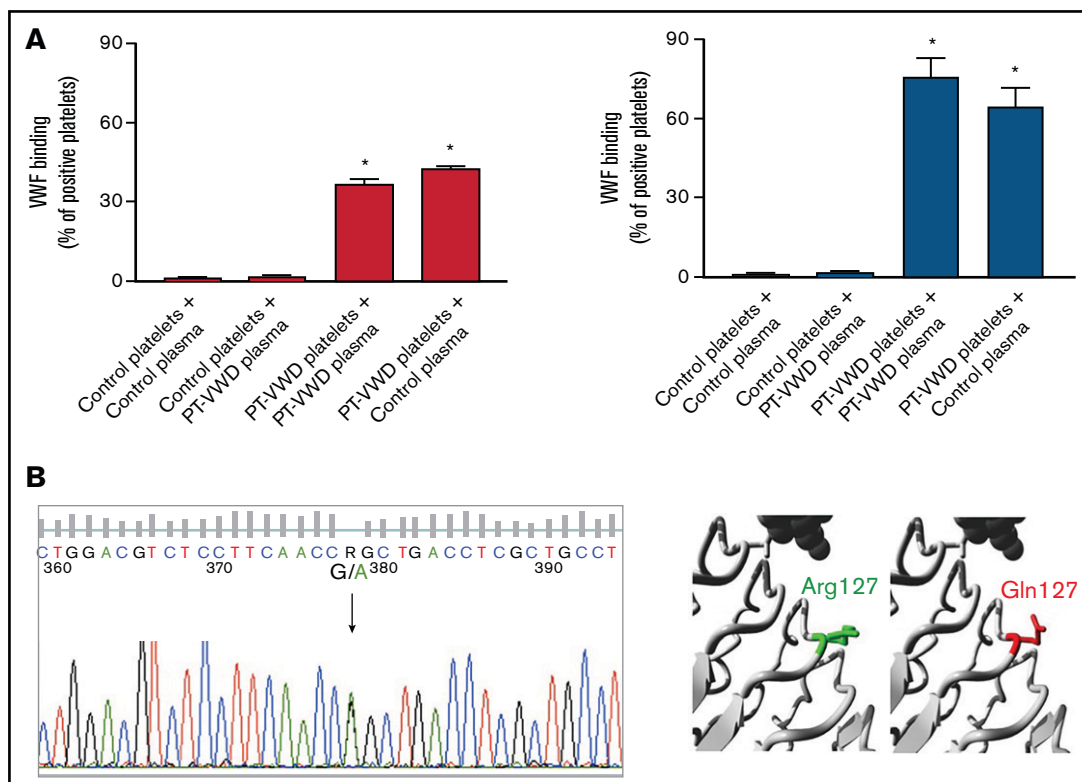 A
90
60
30
0
VWF binding
(% of positive platelets)
*
*
Control platelets +
Control plasma
Control platelets +
PT-VWD plasma
PT-VWD platelets +
PT-VWD plasma
PT-VWD platelets +
Control plasma
90
60
30
0
VWF binding
(% of positive platelets)
*
*
Control platelets +
Control plasma
Control platelets +
PT-VWD plasma
PT-VWD platelets +
PT-VWD plasma
PT-VWD platelets +
Control plasma
B
C T G G A C G T C T C C T T C A A C C R G C T G A C C T C G C T G C C T
360 370 380 390
G/A
Arg127
Gln127